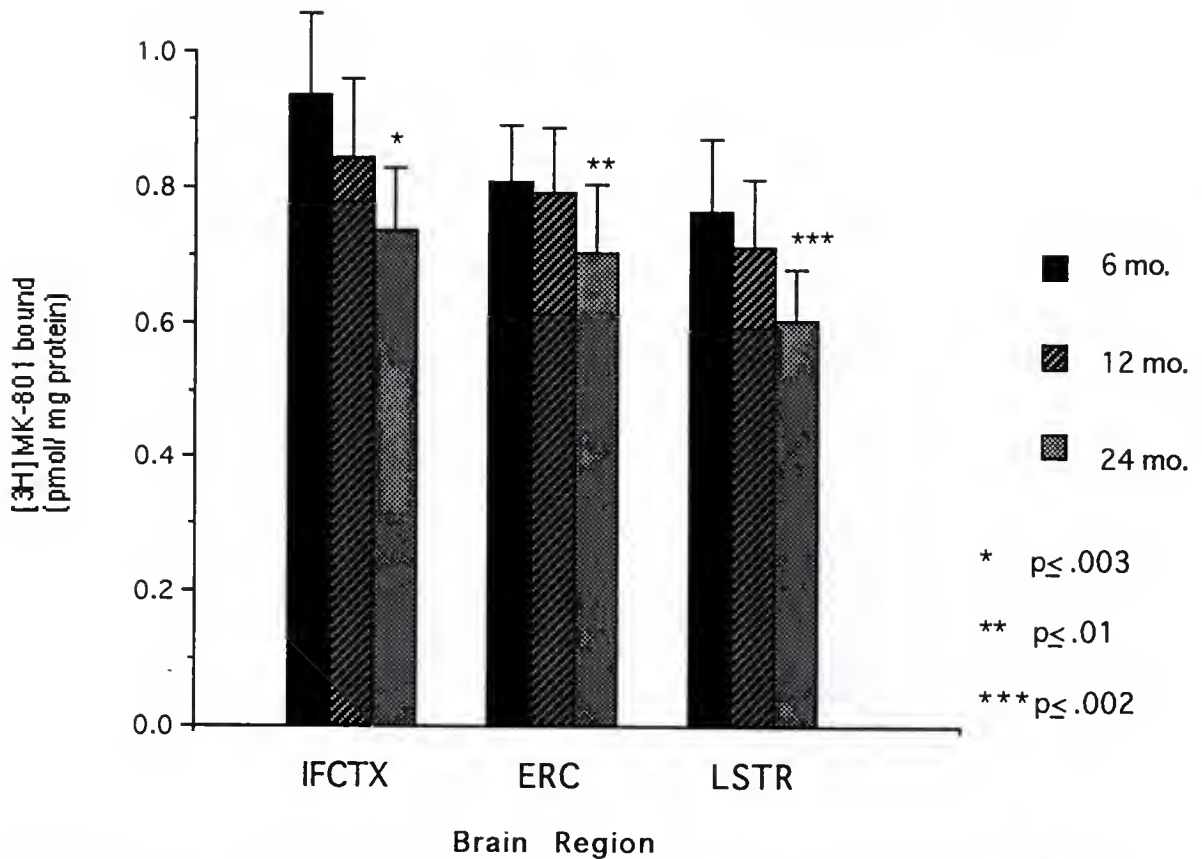 [3H]MK-801 bound
(pmol/ mg protein)
1.0
0.8
0.6
0.4
0.2
0.0
*
**
***
IFCTX
ERC
LSTR
Brain Region
6 mo.
12 mo.
24 mo.
* p≤.003
** p≤.01
*** p≤.002